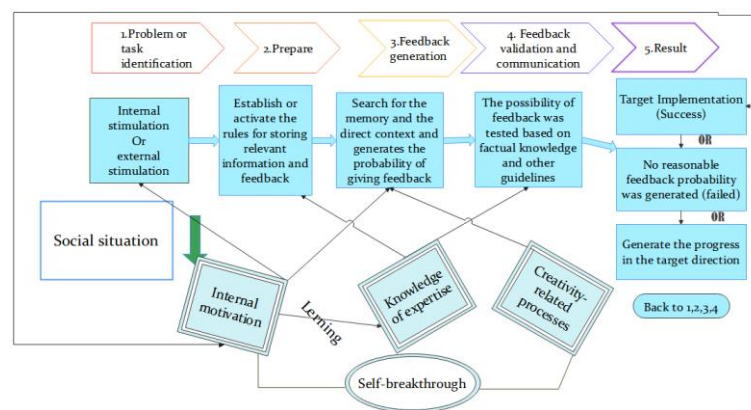 1.Problem or
task
identification
2.Prepare
3.Feedback
generation
4. Feedback
validation and
communication
5.Result
Internal
stimulation
Or
external
stimulation
Establish or
activate the
rules for storing
relevant
information and
feedback
Search for the
memory and the
direct context and
generates the
probability of
giving feedback
The possibility of
feedback was
tested based on
factual knowledge
and other
guidelines
Target Implementation
(Success)
OR
No reasonable
feedback probability
was generated (failed)
OR
Generate the progress
in the target direction
Back to 1,2,3,4
Social situation
Internal
motivation
Lerning
Knowledge
of expertise
Creativity-
related
processes
Self-breakthrough